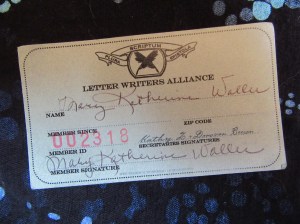 SCRIPTUM
LETTER WRITERS ALLIANCE
Mary Katherine Waller
NAME
MEMBER SINCE
ZIP CODE
002318
MEMBER ID
SECRETARIES SIGNATURES
Mary Katherine Waller
MEMBER SIGNATURE